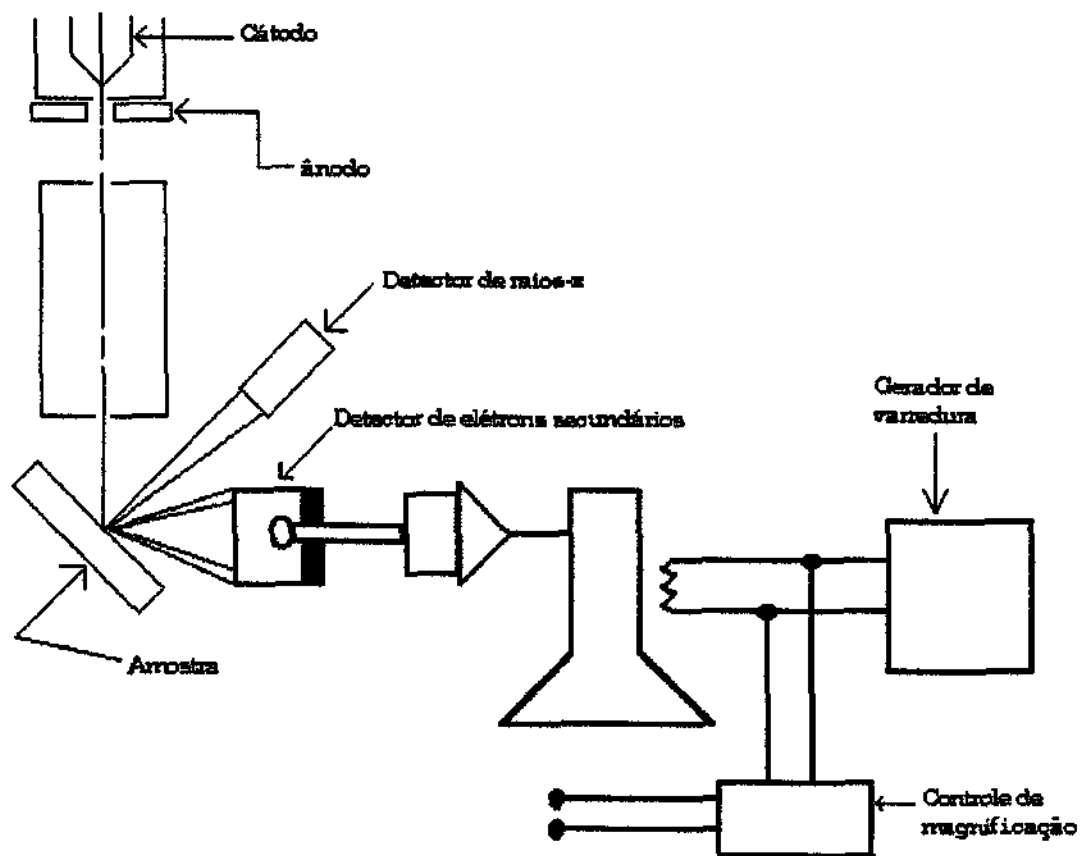 Cátodo
ânodo
Detector de raios-x
Detector de elétrons secundários
Gerador de
varredura
Amostra
Controle de
magnificação